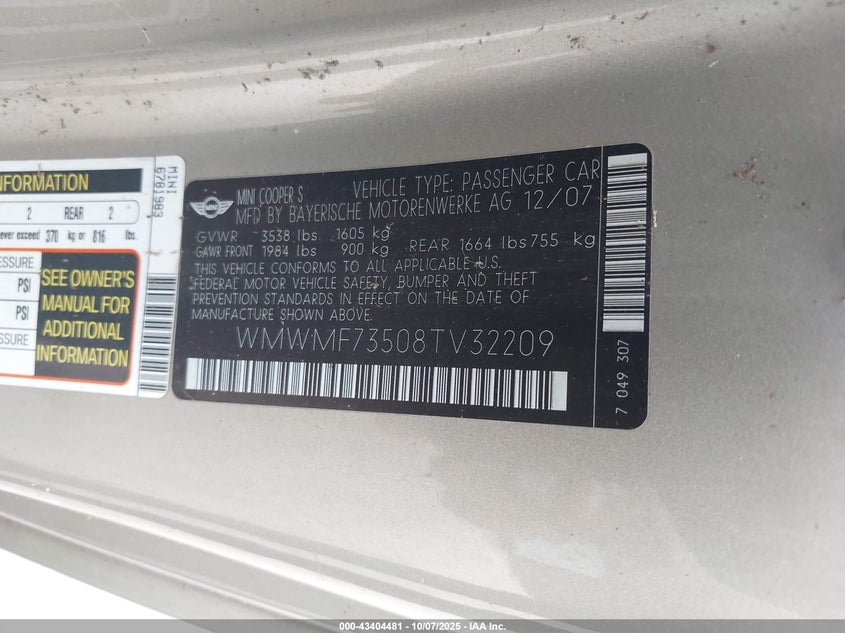 NFORMATION
2 REAR 2
ever exceed 370 kg or 816 lbs.
ESSURE
PSI
PSI
ESSURE
SEE OWNER'S
MANUAL FOR
ADDITIONAL
INFORMATION
MINI
6781983
MINI
MINI COOPER S VEHICLE TYPE: PASSENGER CAR
MFD BY BAYERISCHE MOTORENWERKE AG 12/07
GVWR 3538 lbs 1605 kg
GAWR FRONT 1984 lbs 900 kg REAR 1664 lbs 755 kg
THIS VEHICLE CONFORMS TO ALL APPLICABLE U.S.
FEDERAL MOTOR VEHICLE SAFETY, BUMPER AND THEFT
PREVENTION STANDARDS IN EFFECT ON THE DATE OF
MANUFACTURE SHOWN ABOVE.
WMWMF73508TV32209
7 049 307
000-43404481 - 10/07/2025 - IAA, Inc.